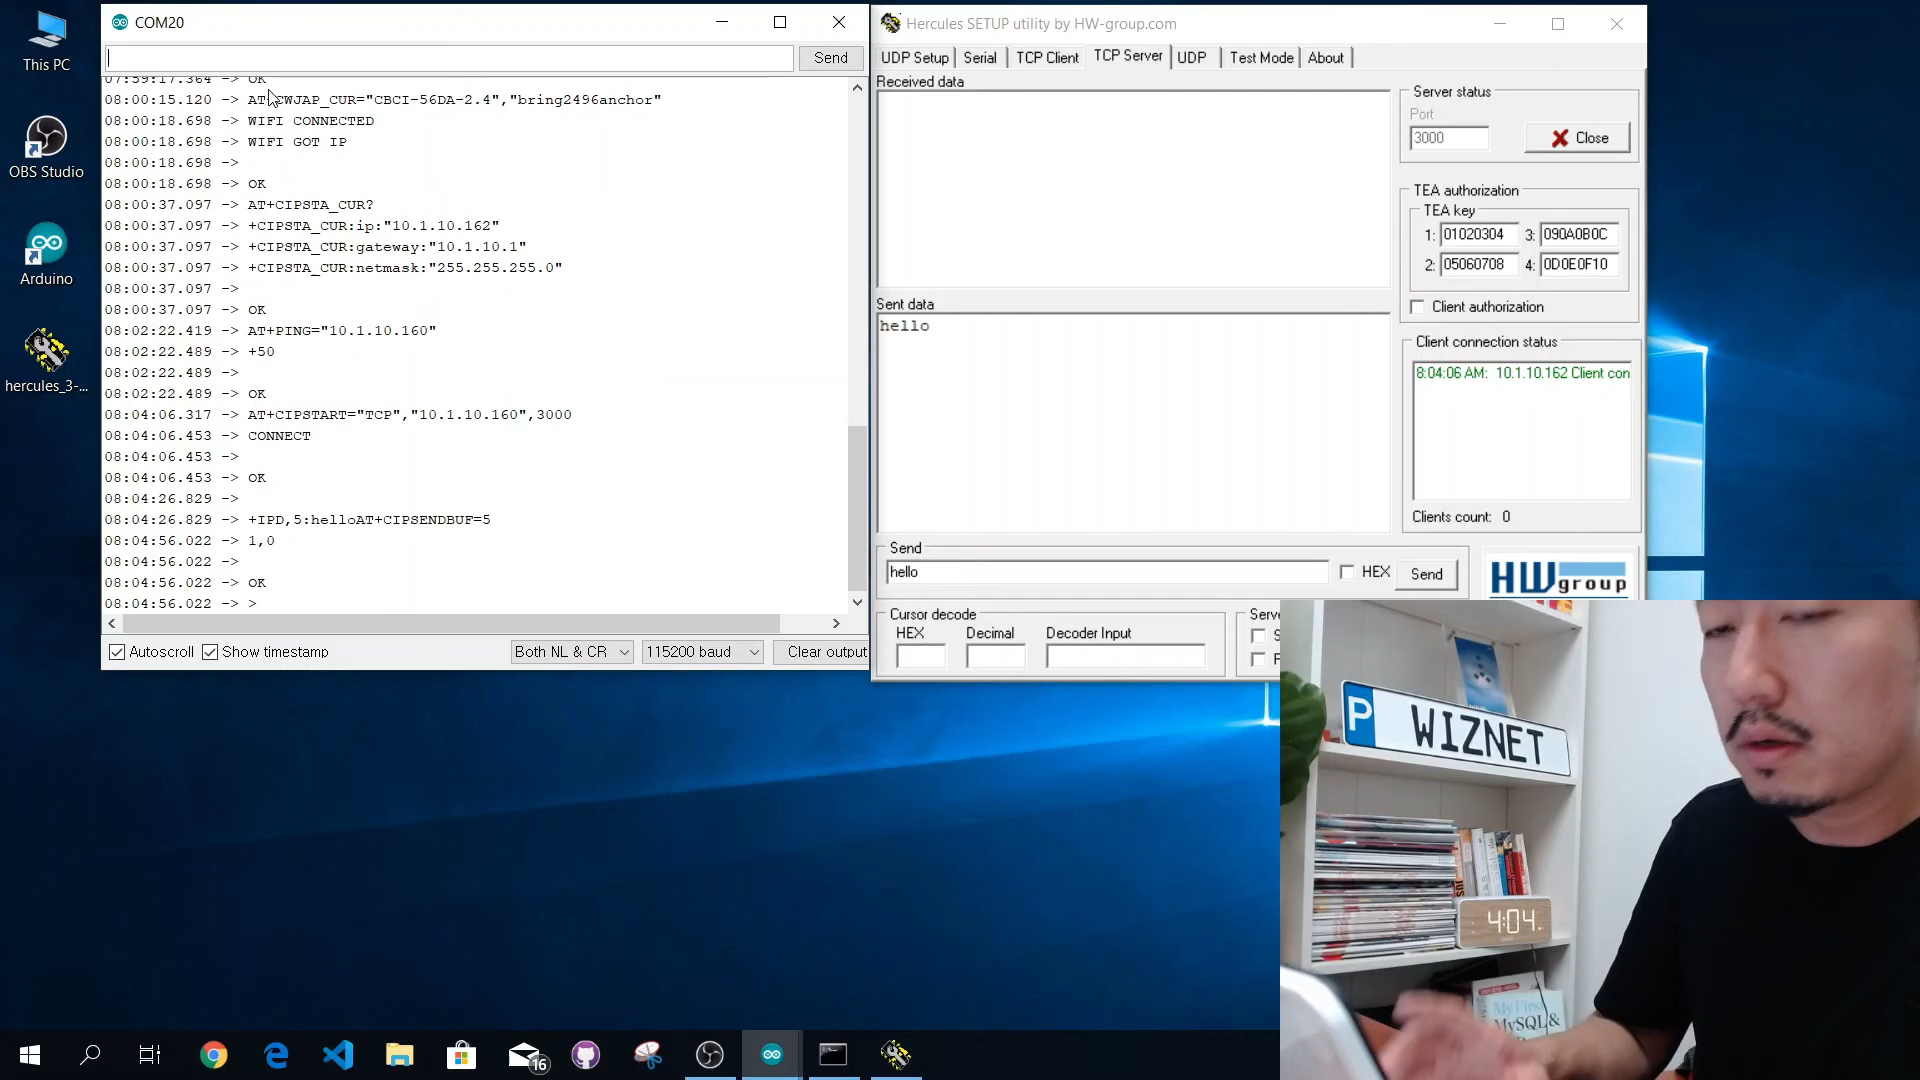 This PC
OBS Studio
Arduino
hercules_3-...
COM20
Send
07:59:17.364 -> OK
08:00:15.120 -> AT+CWJAP_CUR="CBCI-56DA-2.4","bring2496anchor"
08:00:18.698 -> WIFI CONNECTED
08:00:18.698 -> WIFI GOT IP
08:00:18.698 ->
08:00:18.698 -> OK
08:00:37.097 -> AT+CIPSTA_CUR?
08:00:37.097 -> +CIPSTA_CUR:ip:"10.1.10.162"
08:00:37.097 -> +CIPSTA_CUR:gateway:"10.1.10.1"
08:00:37.097 -> +CIPSTA_CUR:netmask:"255.255.255.0"
08:00:37.097 ->
08:00:37.097 -> OK
08:02:22.419 -> AT+PING="10.1.10.160"
08:02:22.489 -> +50
08:02:22.489 ->
08:02:22.489 -> OK
08:04:06.317 -> AT+CIPSTART="TCP","10.1.10.160",3000
08:04:06.453 -> CONNECT
08:04:06.453 ->
08:04:06.453 -> OK
08:04:26.829 ->
08:04:26.829 -> +IPD,5:helloAT+CIPSENDBUF=5
08:04:56.022 -> 1,0
08:04:56.022 ->
08:04:56.022 -> OK
08:04:56.022 -> >
Autoscroll Show timestamp Both NL & CR 115200 baud Clear output
Hercules SETUP utility by HW-group.com
UDP Setup Serial TCP Client TCP Server UDP Test Mode About
Received data
Sent data
hello
Send
hello
HEX Send
Cursor decode
HEX Decimal Decoder Input
Server status
Port
3000 Close
TEA authorization
TEA key
1: 01020304 3: 090A0B0C
2: 05060708 4: 0D0E0F10
Client authorization
Client connection status
8:04:06 AM: 10.1.10.162 Client con
Clients count: 0
HWgroup
P WIZNET
4:04
My First
MySQL &
16